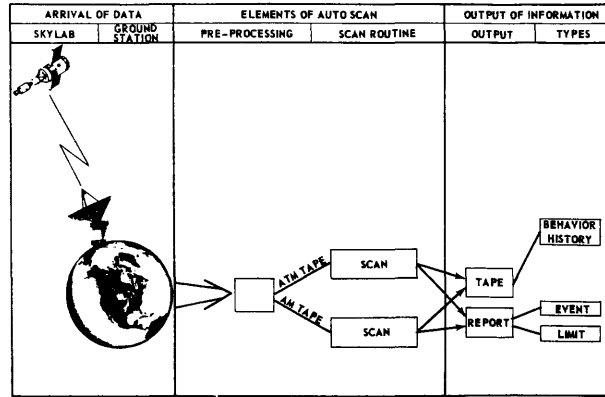 ARRIVAL OF DATA
ELEMENTS OF AUTO SCAN
OUTPUT OF INFORMATION
SKYLAB
GROUND
STATION
PRE-PROCESSING
SCAN ROUTINE
OUTPUT
TYPES
BEHAVIOR
HISTORY
ATM TAPE
SCAN
TAPE
AM TAPE
EVENT
REPORT
SCAN
LIMIT